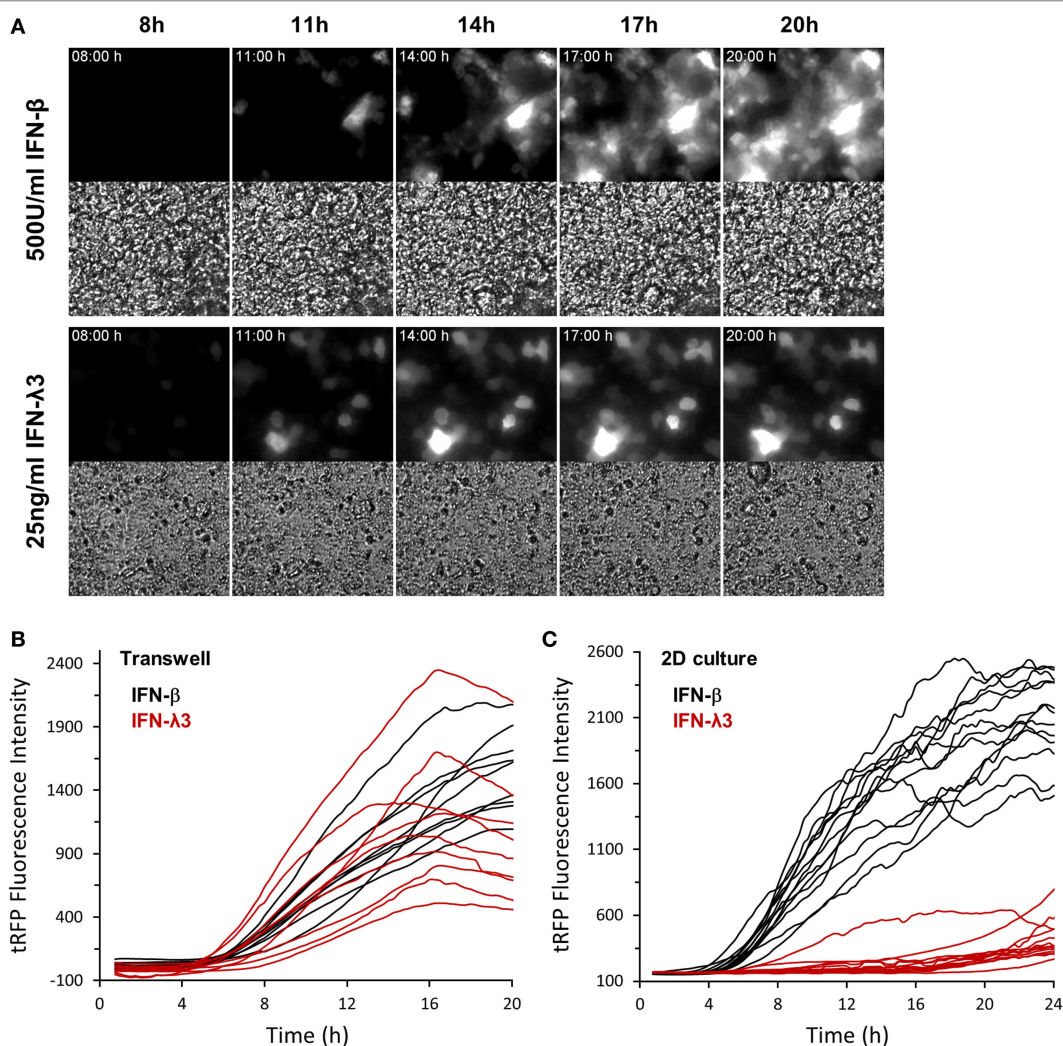 A
8h 11h 14h 17h 20h
500U/ml IFN-β
08:00 h 11:00 h 14:00 h 17:00 h 20:00 h
25ng/ml IFN-λ3
08:00 h 11:00 h 14:00 h 17:00 h 20:00 h
B
Transwell
IFN-β
IFN-λ3
tRFP Fluorescence Intensity
2400
1900
1400
900
400
-100
0 4 8 12 16 20
Time (h)
C
2D culture
IFN-β
IFN-λ3
tRFP Fluorescence Intensity
2600
2100
1600
1100
600
100
0 4 8 12 16 20 24
Time (h)